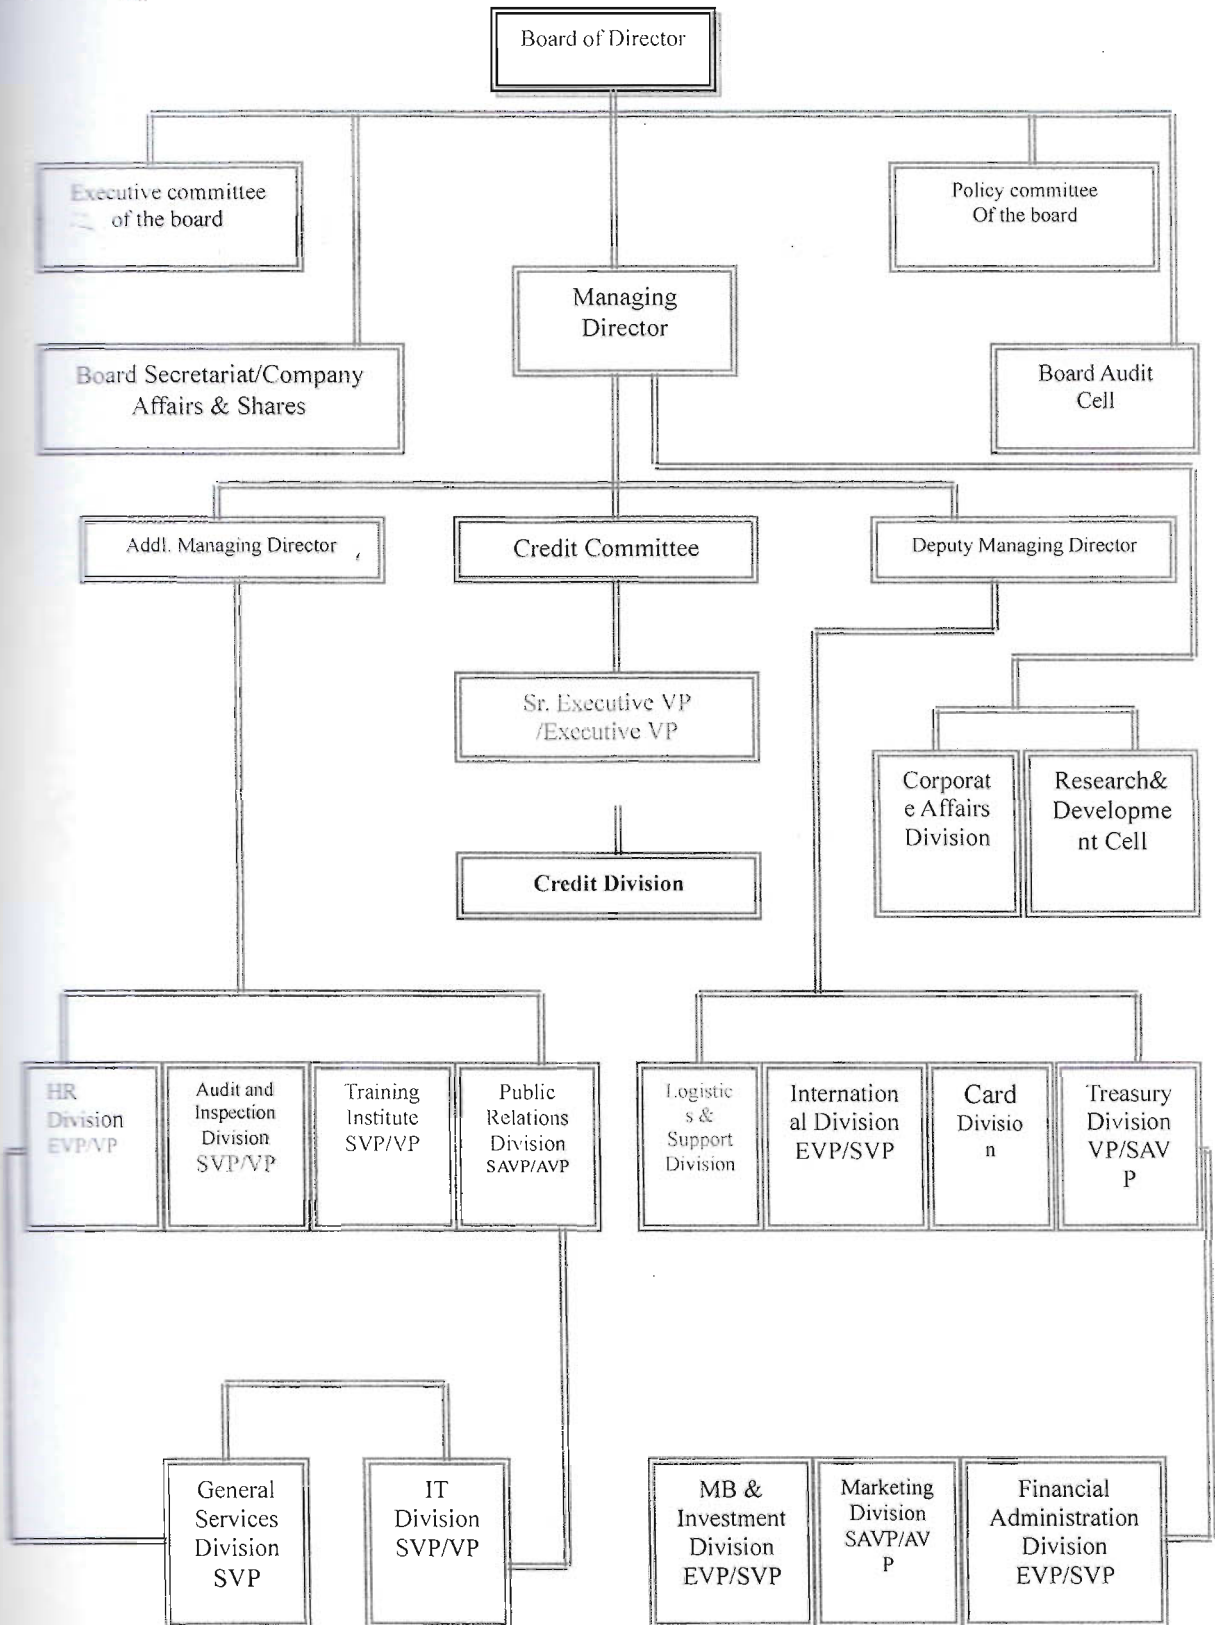 Board of Director
Executive committee
of the board
Policy committee
Of the board
Managing
Director
Board Secretariat/Company
Affairs & Shares
Board Audit
Cell
Addl. Managing Director
Credit Committee
Deputy Managing Director
Sr. Executive VP
/Executive VP
Corporat
e Affairs
Division
Research&
Developme
nt Cell
Credit Division
HR
Division
EVP/VP
Audit and
Inspection
Division
SVP/VP
Training
Institute
SVP/VP
Public
Relations
Division
SAVP/AVP
Logistic
s &
Support
Division
Internation
al Division
EVP/SVP
Card
Divisio
n
Treasury
Division
VP/SAV
P
General
Services
Division
SVP
IT
Division
SVP/VP
MB &
Investment
Division
EVP/SVP
Marketing
Division
SAVP/AV
P
Financial
Administration
Division
EVP/SVP